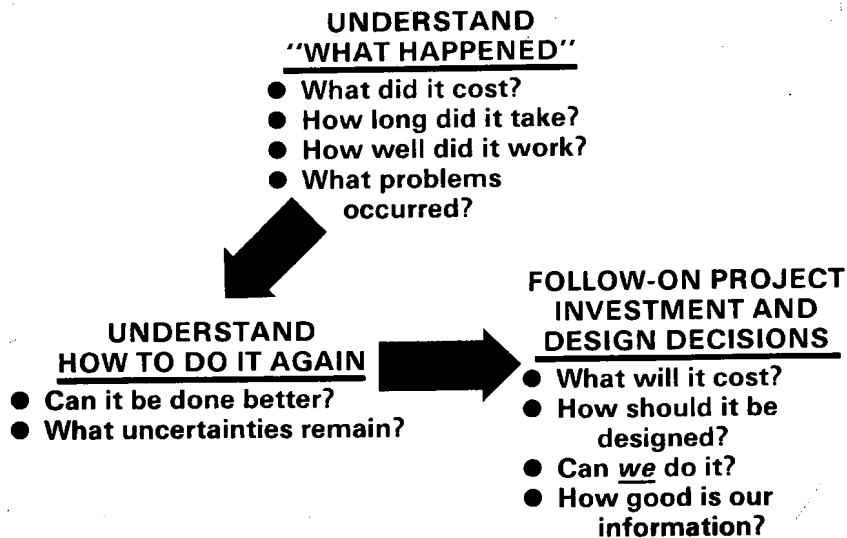 UNDERSTAND
"WHAT HAPPENED"
● What did it cost?
● How long did it take?
● How well did it work?
● What problems
occurred?
UNDERSTAND
HOW TO DO IT AGAIN
● Can it be done better?
● What uncertainties remain?
FOLLOW-ON PROJECT
INVESTMENT AND
DESIGN DECISIONS
● What will it cost?
● How should it be
designed?
● Can we do it?
● How good is our
information?